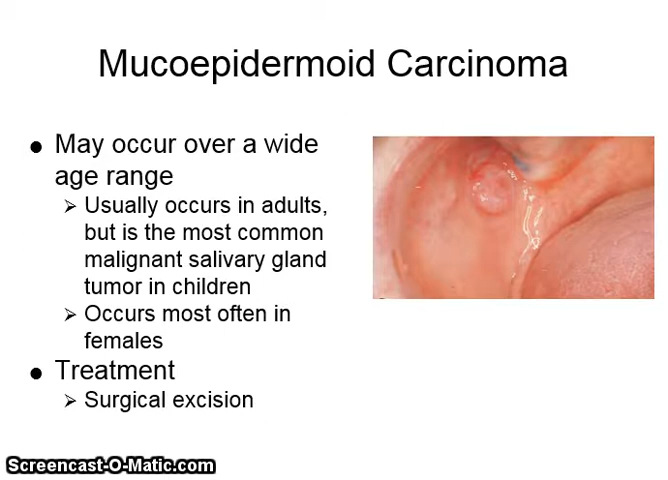 Mucoepidermoid Carcinoma
● May occur over a wide
age range
➢ Usually occurs in adults,
but is the most common
malignant salivary gland
tumor in children
➢ Occurs most often in
females
● Treatment
➢ Surgical excision
Screencast-O-Matic.com